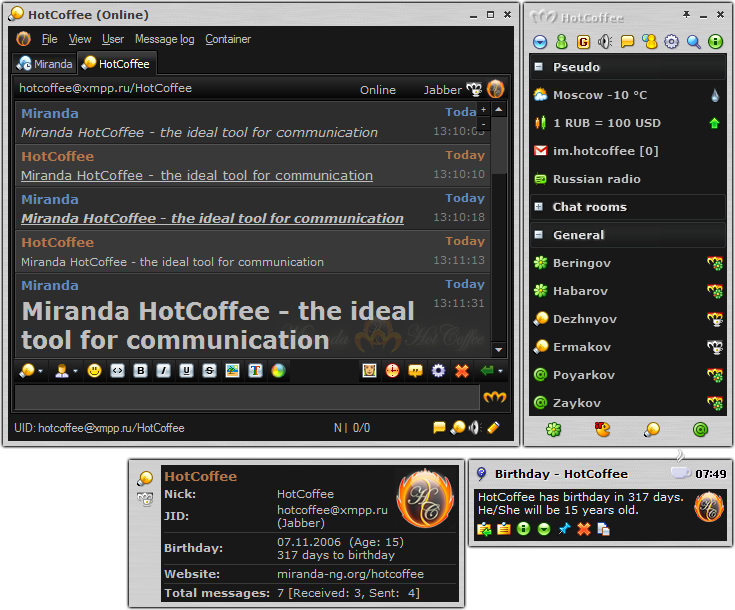 HotCoffee (Online)
File View User Message log Container
Miranda HotCoffee
hotcoffee@xmpp.ru/HotCoffee Online Jabber
Miranda Today
Miranda HotCoffee - the ideal tool for communication 13:10:03
HotCoffee Today
Miranda HotCoffee - the ideal tool for communication 13:10:10
Miranda Today
Miranda HotCoffee - the ideal tool for communication 13:10:18
HotCoffee Today
Miranda HotCoffee - the ideal tool for communication 13:11:13
Miranda Today
Miranda HotCoffee - the ideal 13:11:31
tool for communication
Miranda HotCoffee
UID: hotcoffee@xmpp.ru/HotCoffee N | 0/0
HotCoffee
Pseudo
Moscow -10 °C
1 RUB = 100 USD
im.hotcoffee [0]
Russian radio
Chat rooms
General
Beringov
Habarov
Dezhnyov
Ermakov
Poyarkov
Zaykov
HotCoffee
Nick: HotCoffee
JID: hotcoffee@xmpp.ru
(Jabber)
Birthday: 07.11.2006 (Age: 15)
317 days to birthday
Website: miranda-ng.org/hotcoffee
Total messages: 7 [Received: 3, Sent: 4]
HC
Birthday - HotCoffee 07:49
HotCoffee has birthday in 317 days.
He/She will be 15 years old.